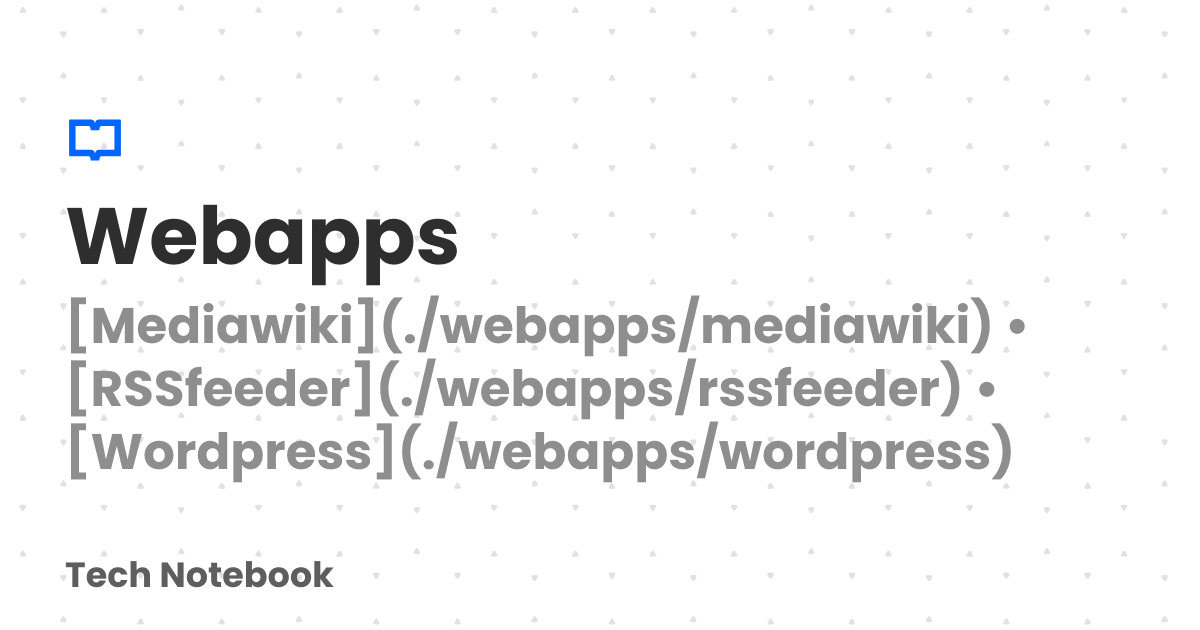 Webapps
[Mediawiki](./webapps/mediawiki) •
[RSSfeeder](./webapps/rssfeeder) •
[Wordpress](./webapps/wordpress)
Tech Notebook